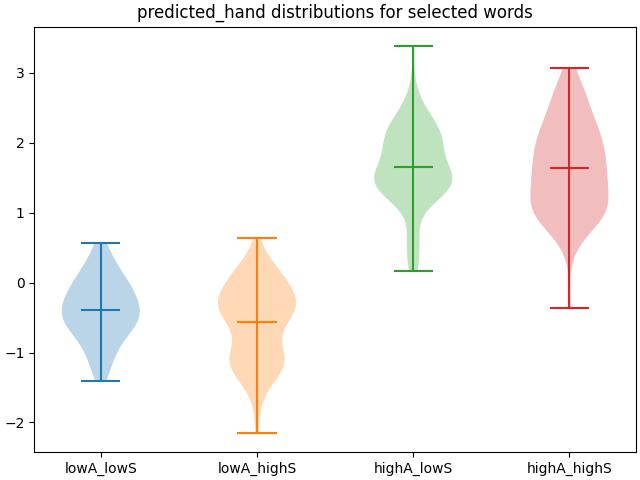 predicted_hand distributions for selected words
3
2
1
0
−1
−2
lowA_lowS
lowA_highS
highA_lowS
highA_highS